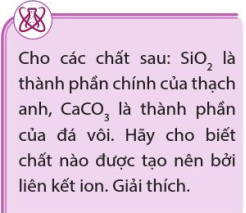 Cho các chất sau: SiO₂ là
thành phần chính của thạch
anh, CaCO₃ là thành phần
của đá vôi. Hãy cho biết
chất nào được tạo nên bởi
liên kết ion. Giải thích.